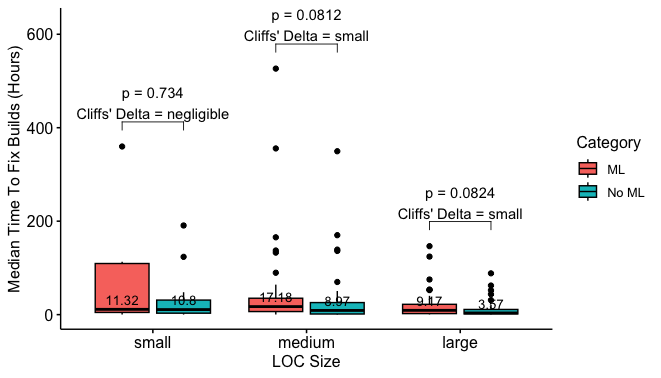 p = 0.0812
Cliffs' Delta = small
p = 0.734
Cliffs' Delta = negligible
p = 0.0824
Cliffs' Delta = small
Median Time To Fix Builds (Hours)
600
400
200
0
11.32
10.8
17.18
8.97
9.17
3.57
small
medium
large
LOC Size
Category
ML
No ML